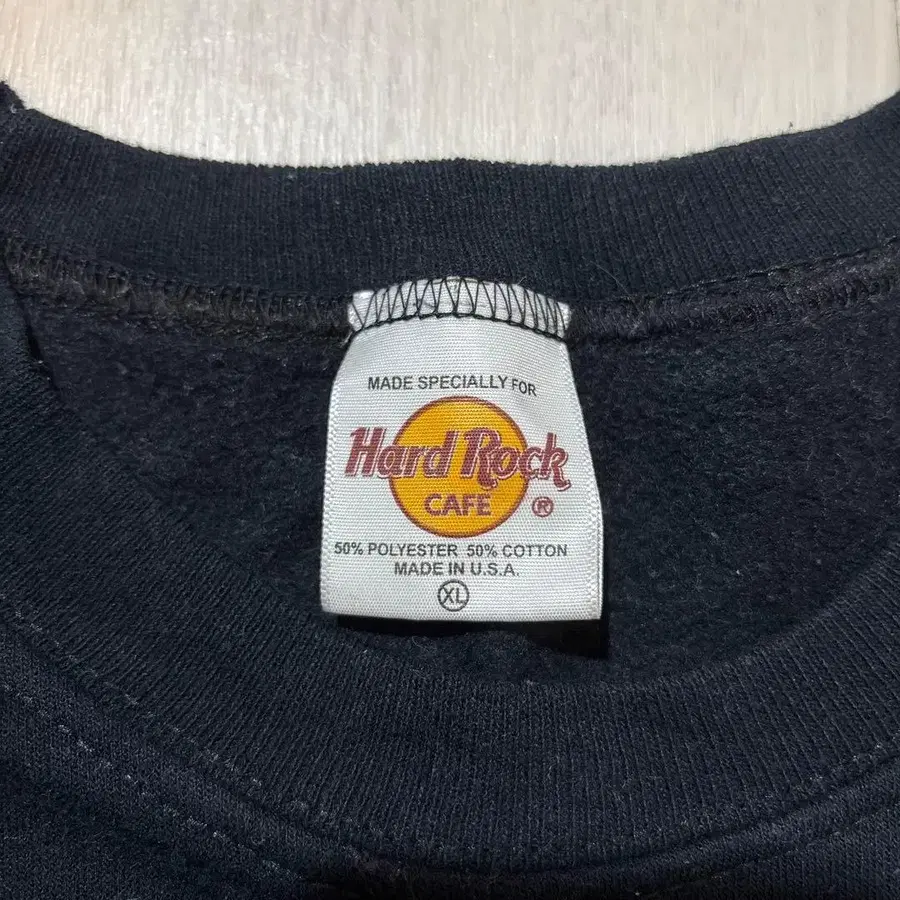 MADE SPECIALLY FOR
Hard Rock
CAFE ®
50% POLYESTER 50% COTTON
MADE IN U.S.A.
XL